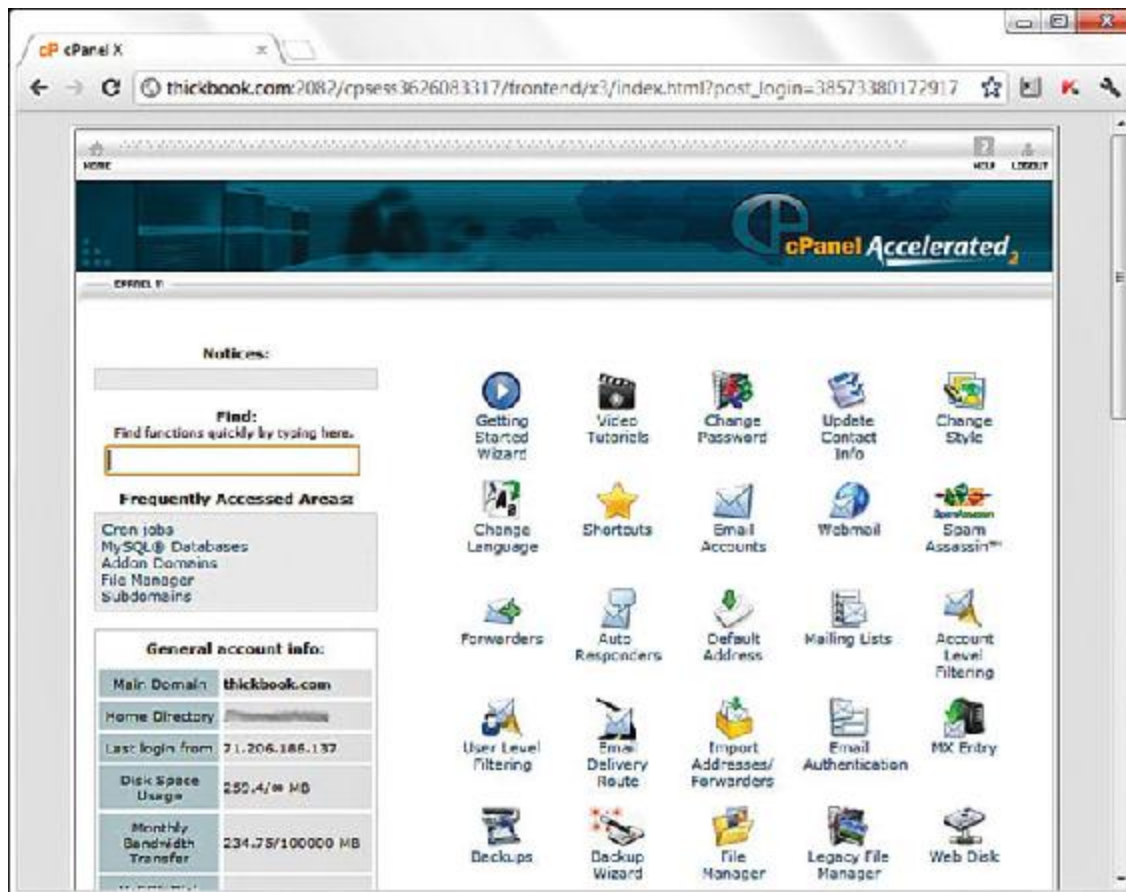 cP cPanel X
thickbook.com:2082/cpsess3626083317/frontend/x3/index.html?post_login=38573380172917
HOME
HELP
LOGOUT
cPanel Accelerated2
Notices:
Find:
Find functions quickly by typing here.
Frequently Accessed Areas:
Cron jobs
MySQL® Databases
Addon Domains
File Manager
Subdomains
General account info:
Main Domain thickbook.com
Home Directory
Last login from 71.206.186.137
Disk Space
Usage
MB
Monthly
Bandwidth
Transfer
234.75/100000 MB
Getting
Started
Wizard
Video
Tutorials
Change
Password
Update
Contact
Info
Change
Style
Change
Language
Shortcuts
Email
Accounts
Webmail
SpamAssassin
Spam
Assassin™
Forwarders
Auto
Responders
Default
Address
Mailing Lists
Account
Level
Filtering
User Level
Filtering
Email
Delivery
Route
Import
Addresses/
Forwarders
Email
Authentication
MX Entry
Backups
Backup
Wizard
File
Manager
Legacy File
Manager
Web Disk